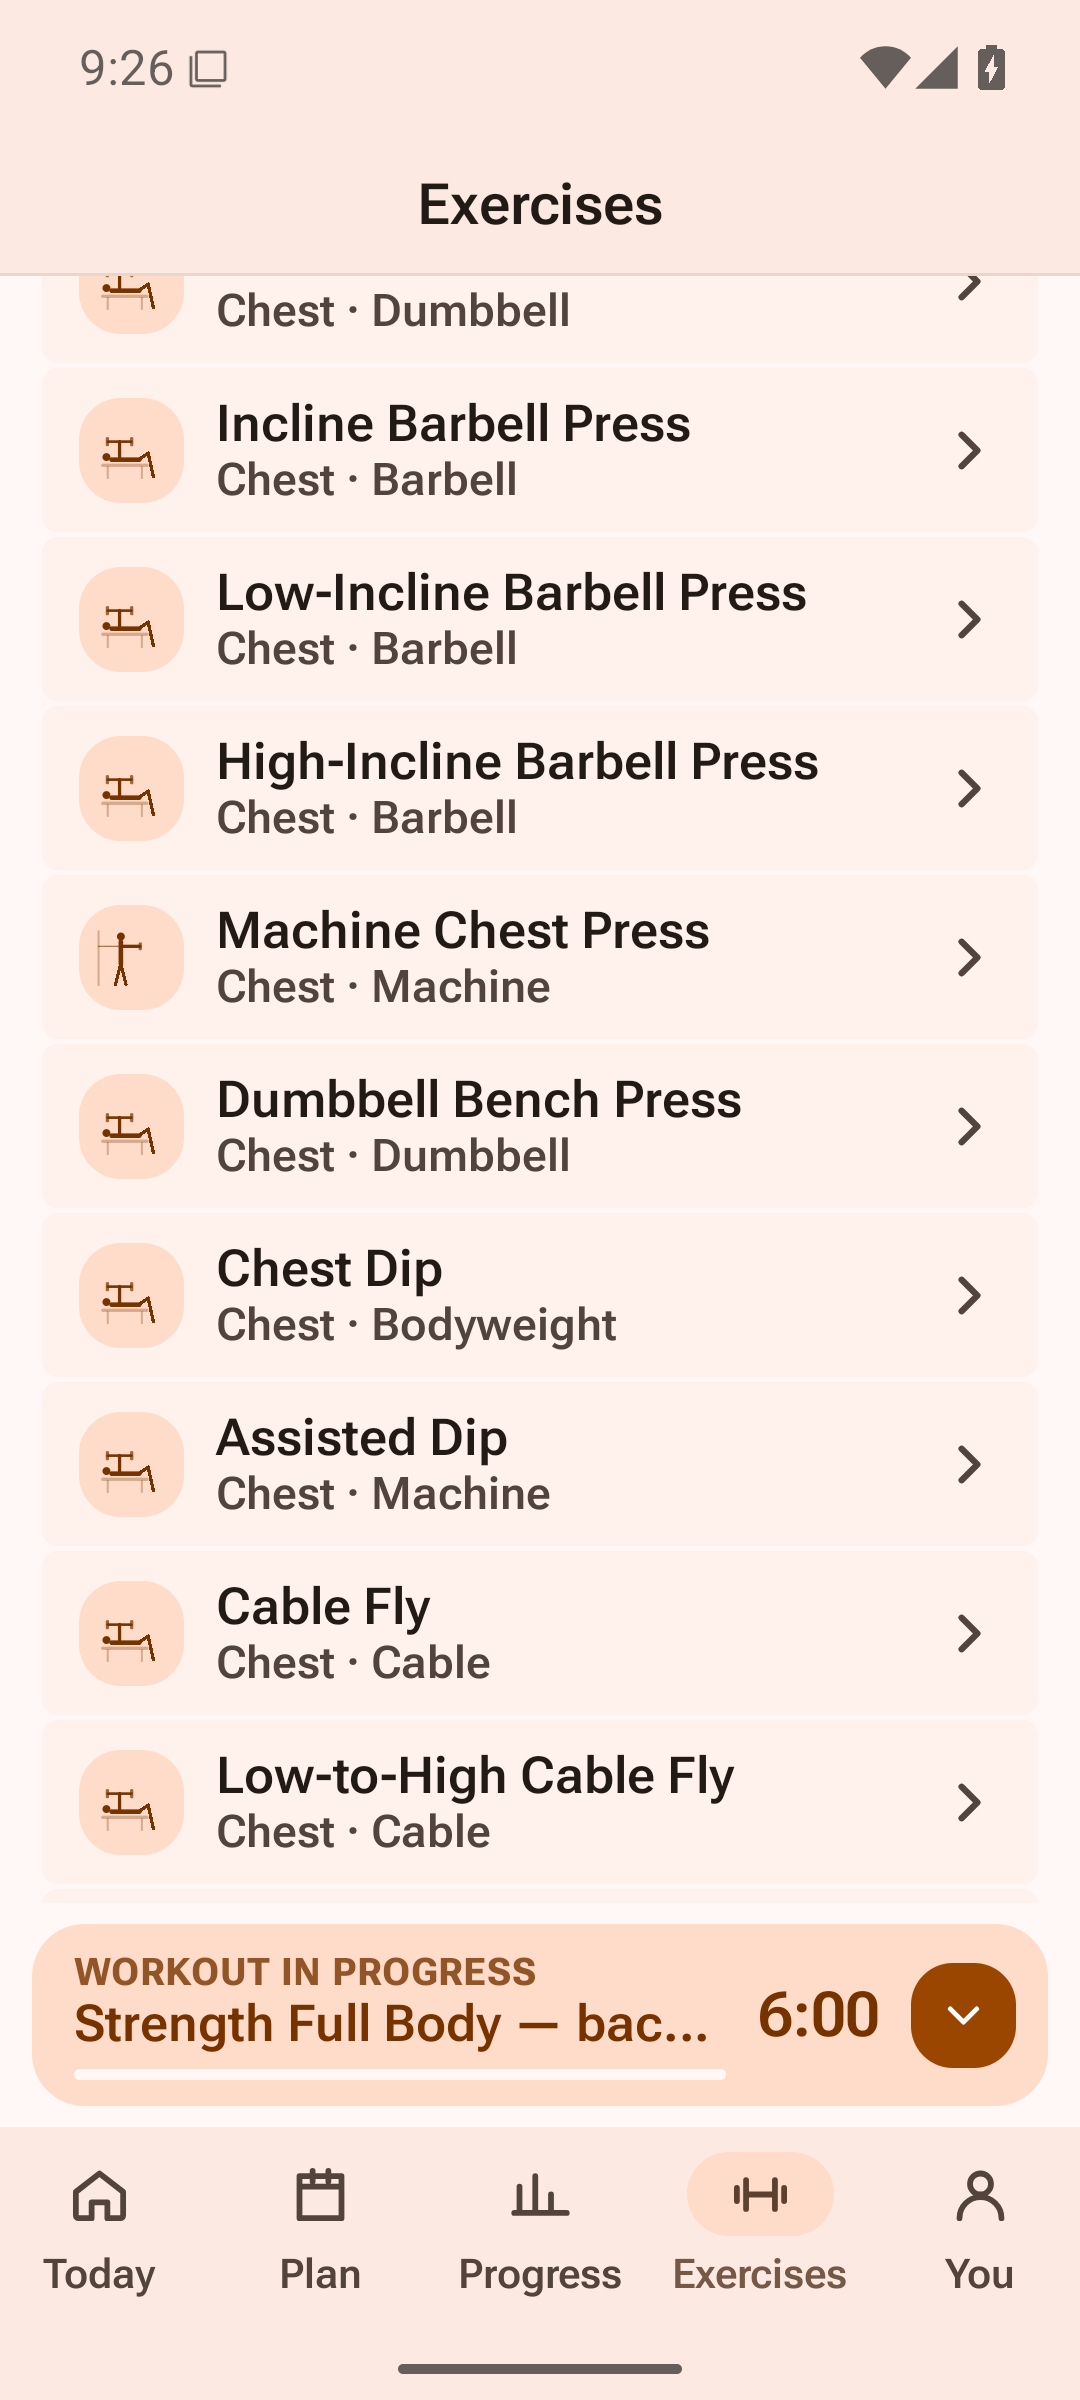 9:26
Exercises
Chest · Dumbbell
Incline Barbell Press
Chest · Barbell
Low-Incline Barbell Press
Chest · Barbell
High-Incline Barbell Press
Chest · Barbell
Machine Chest Press
Chest · Machine
Dumbbell Bench Press
Chest · Dumbbell
Chest Dip
Chest · Bodyweight
Assisted Dip
Chest · Machine
Cable Fly
Chest · Cable
Low-to-High Cable Fly
Chest · Cable
WORKOUT IN PROGRESS
Strength Full Body — bac...
6:00
Today
Plan
Progress
Exercises
You